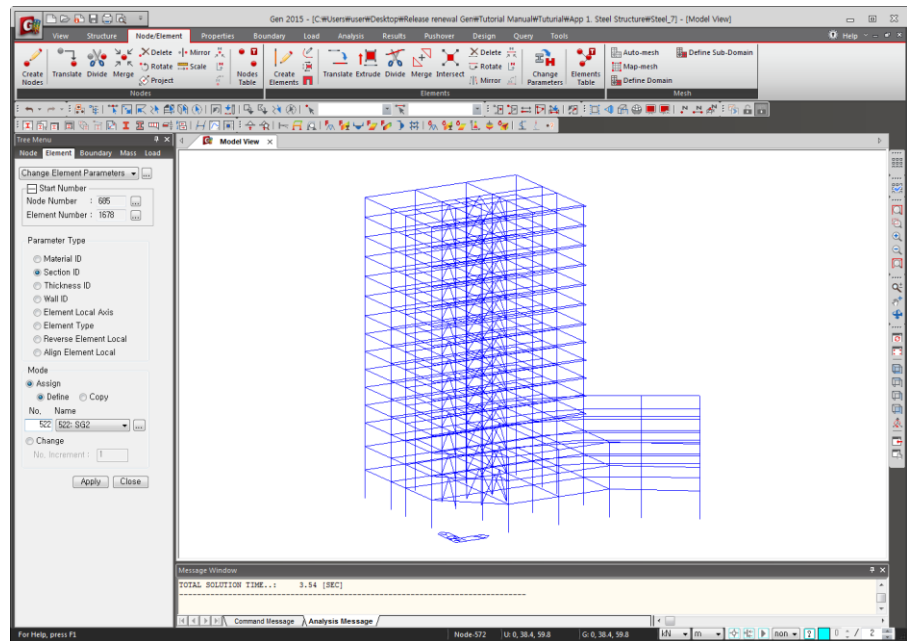 Gen 2015 - [C:₩Users₩user₩Desktop₩Release renewal Gen₩Tutorial Manual₩Tutorial₩App 1. Steel Structure₩Steel_7] - [Model View]
View Structure Node/Element Properties Boundary Load Analysis Results Pushover Design Query Tools Help
Create Nodes Translate Divide Merge Delete Rotate Project Mirror Scale Nodes Table Create Elements Translate Extrude Divide Merge Intersect Delete Rotate Mirror Change Parameters Elements Table Auto-mesh Map-mesh Define Domain Define Sub-Domain
Nodes Elements Mesh
Tree Menu
Model View
Node Element Boundary Mass Load
Change Element Parameters
Start Number
Node Number : 685
Element Number : 1678
Parameter Type
Material ID
Section ID
Thickness ID
Wall ID
Element Local Axis
Element Type
Reverse Element Local
Align Element Local
Mode
Assign
Define Copy
No. Name
522 522: SG2
Change
No. Increment : 1
Apply Close
Message Window
TOTAL SOLUTION TIME..: 3.54 [SEC]
Command Message Analysis Message
For Help, press F1 Node-572 U: 0, 38.4, 59.8 G: 0, 38.4, 59.8 kN m non ? 0 / 2